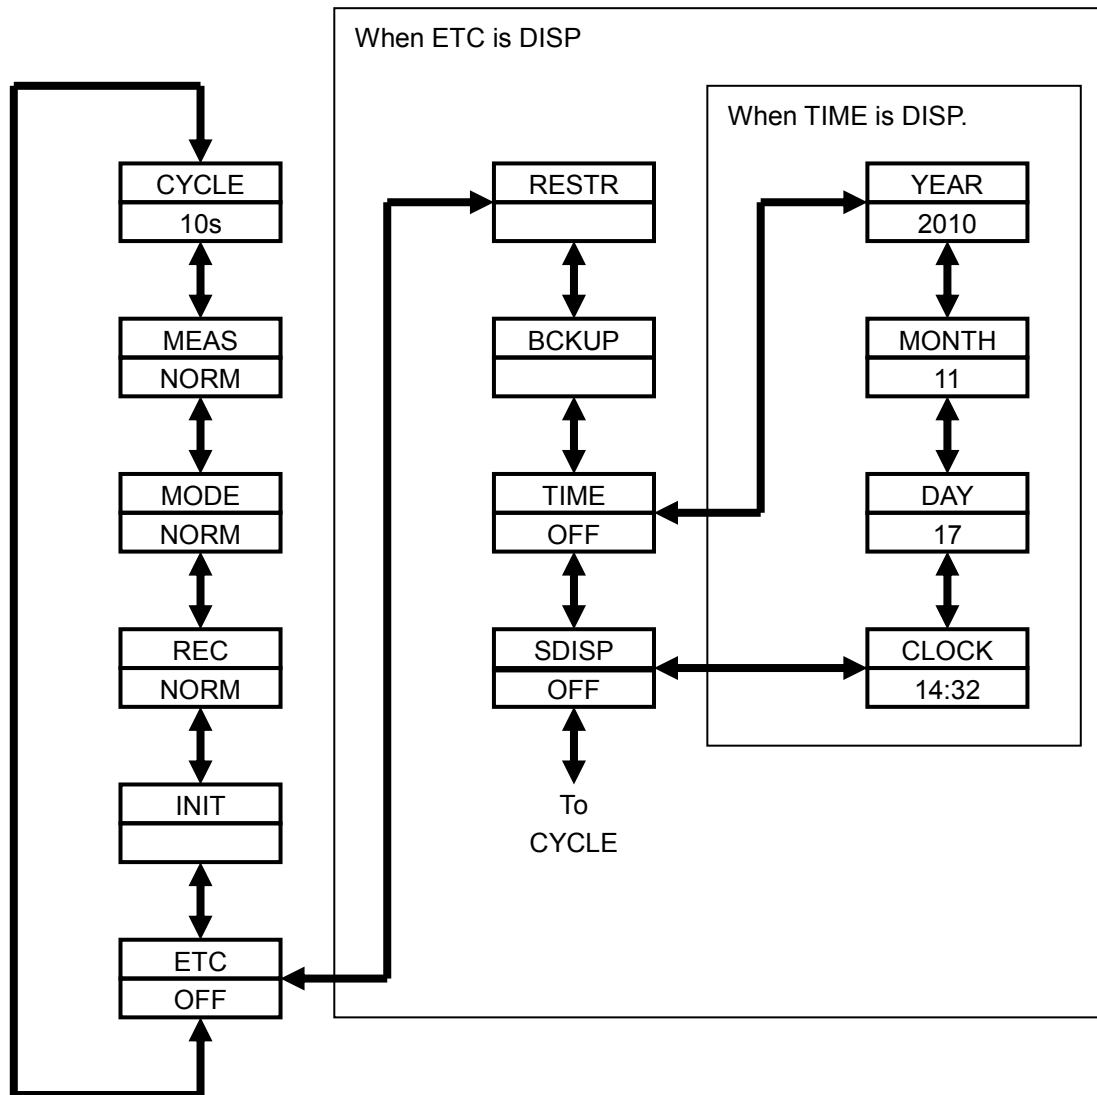 When ETC is DISP
When TIME is DISP.
CYCLE
10s
MEAS
NORM
MODE
NORM
REC
NORM
INIT
ETC
OFF
RESTR
BCKUP
TIME
OFF
SDISP
OFF
To
CYCLE
YEAR
2010
MONTH
11
DAY
17
CLOCK
14:32